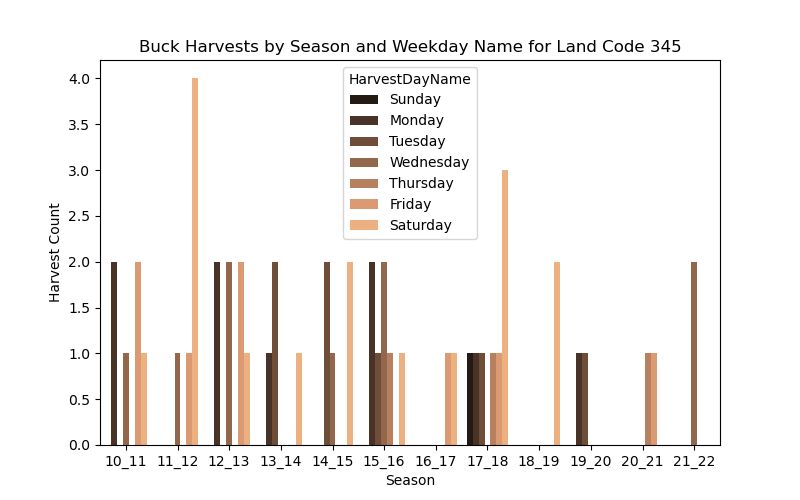 Buck Harvests by Season and Weekday Name for Land Code 345
HarvestDayName
Sunday
Monday
Tuesday
Wednesday
Thursday
Friday
Saturday
Harvest Count
4.0
3.5
3.0
2.5
2.0
1.5
1.0
0.5
0.0
10_11 11_12 12_13 13_14 14_15 15_16 16_17 17_18 18_19 19_20 20_21 21_22
Season